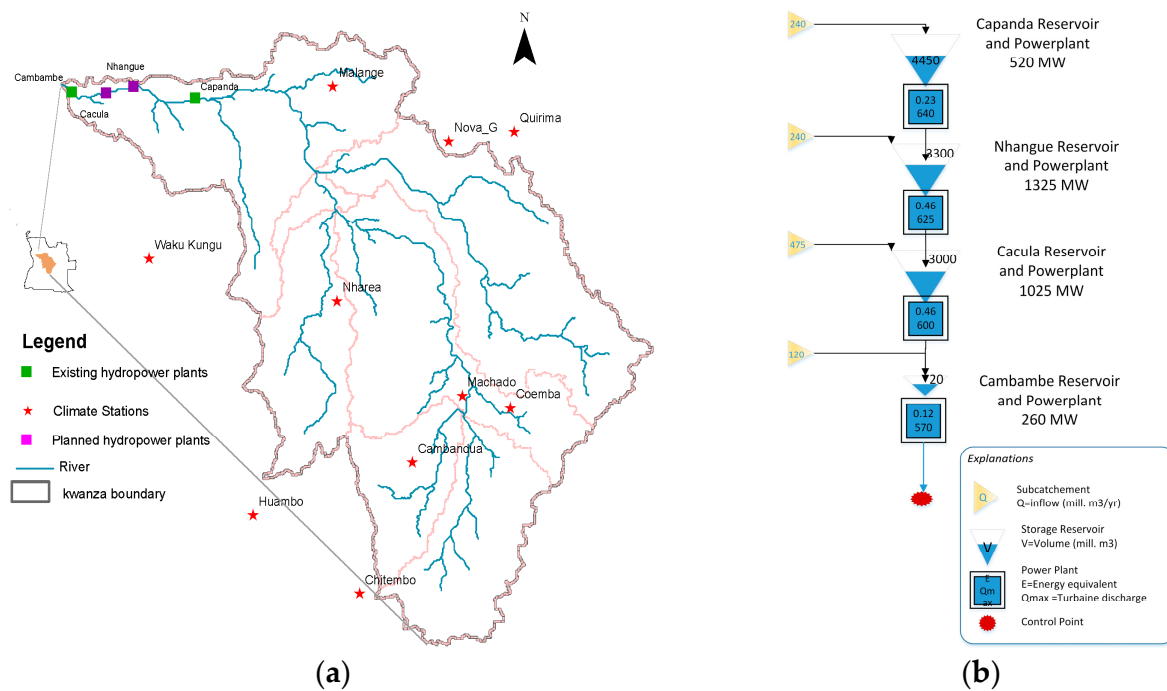 N
Nhangue
Cambambe
Malange
Capanda
Cacula
Nova_G
Quirima
Waku Kungu
Nharea
Legend
Existing hydropower plants
Climate Stations
Planned hydropower plants
River
kwanza boundary
Machado
Coemba
Cambandua
Huambo
Chitembo
(a)
240
Capanda Reservoir
and Powerplant
520 MW
4450
0.23
640
240
3300
Nhangue Reservoir
and Powerplant
1325 MW
0.46
625
475
3000
Cacula Reservoir
and Powerplant
1025 MW
0.46
600
120
20
Cambambe Reservoir
and Powerplant
260 MW
0.12
570
Explanations
Q
Subcatchement
Q=inflow (mill. m3/yr)
V
Storage Reservoir
V=Volume (mill. m3)
E
Qm
ax
Power Plant
E=Energy equivalent
Qmax =Turbaine discharge
Control Point
(b)